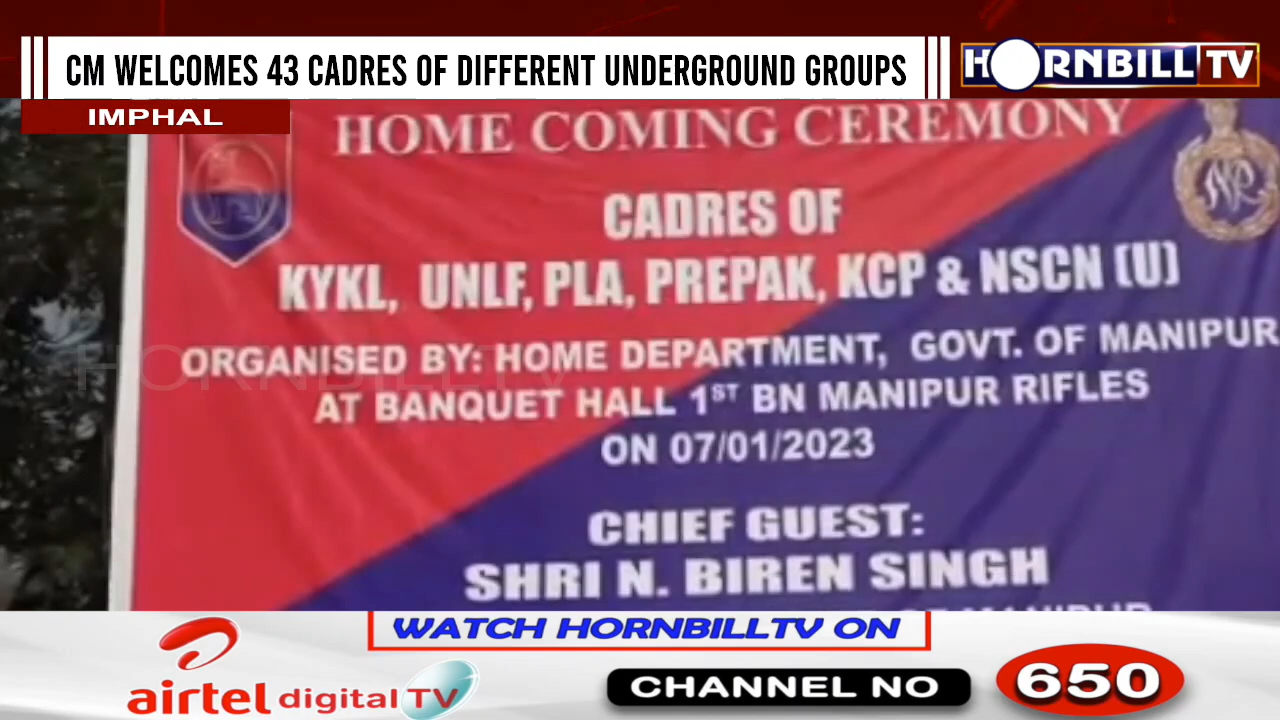 CM WELCOMES 43 CADRES OF DIFFERENT UNDERGROUND GROUPS
HORNBILL TV
IMPHAL
HOME COMING CEREMONY
CADRES OF
KYKL, UNLF, PLA, PREPAK, KCP & NSCN (U)
ORGANISED BY: HOME DEPARTMENT, GOVT. OF MANIPUR
AT BANQUET HALL 1ST BN MANIPUR RIFLES
ON 07/01/2023
CHIEF GUEST:
SHRI N. BIREN SINGH
HORNBILLTV
WATCH HORNBILLTV ON
airtel digital TV
CHANNEL NO 650